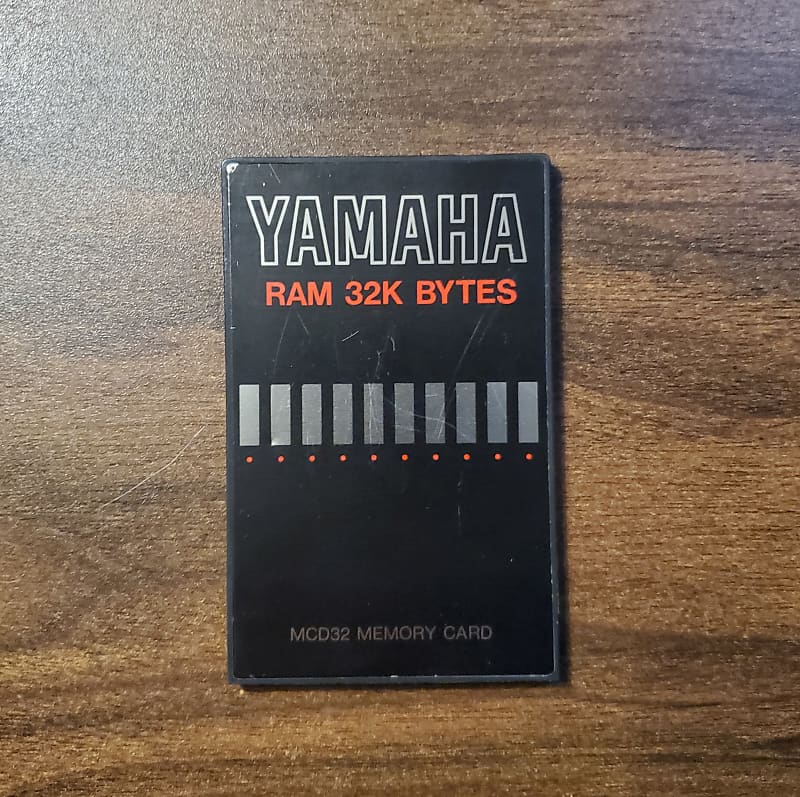 YAMAHA
RAM 32K BYTES
MCD32 MEMORY CARD